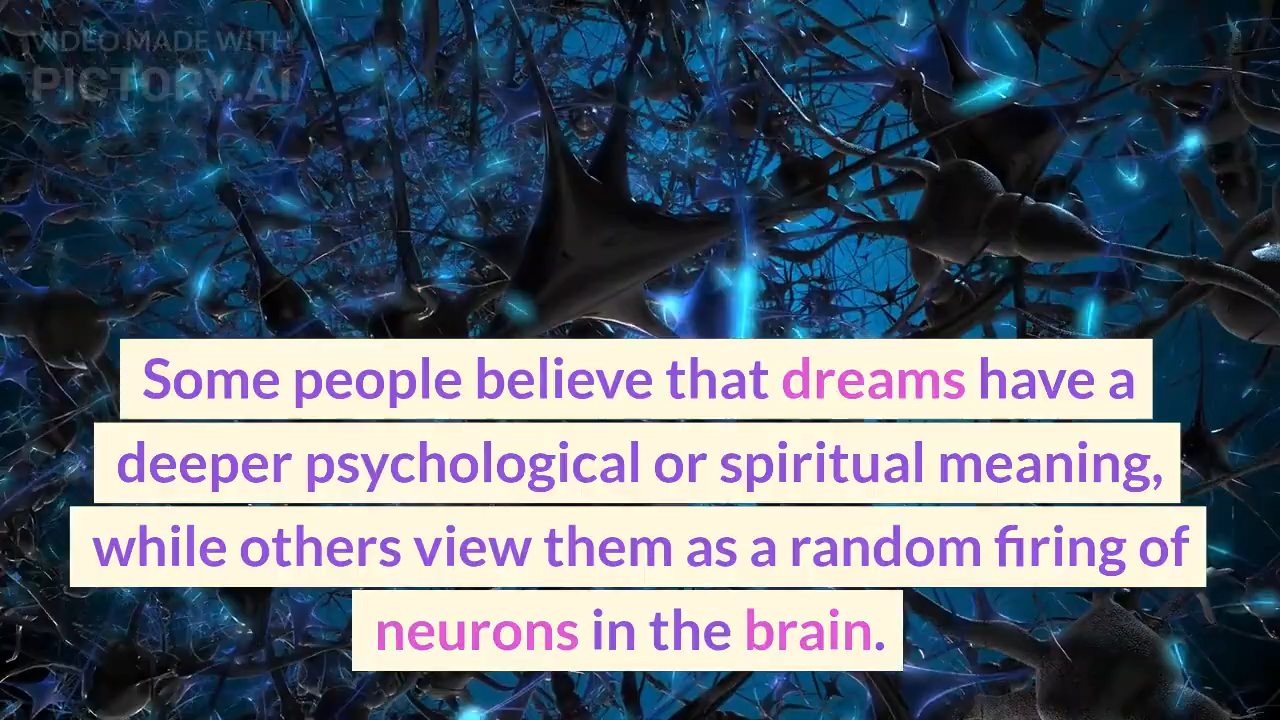 VIDEO MADE WITH
PICTORY.AI
Some people believe that dreams have a
deeper psychological or spiritual meaning,
while others view them as a random firing of
neurons in the brain.